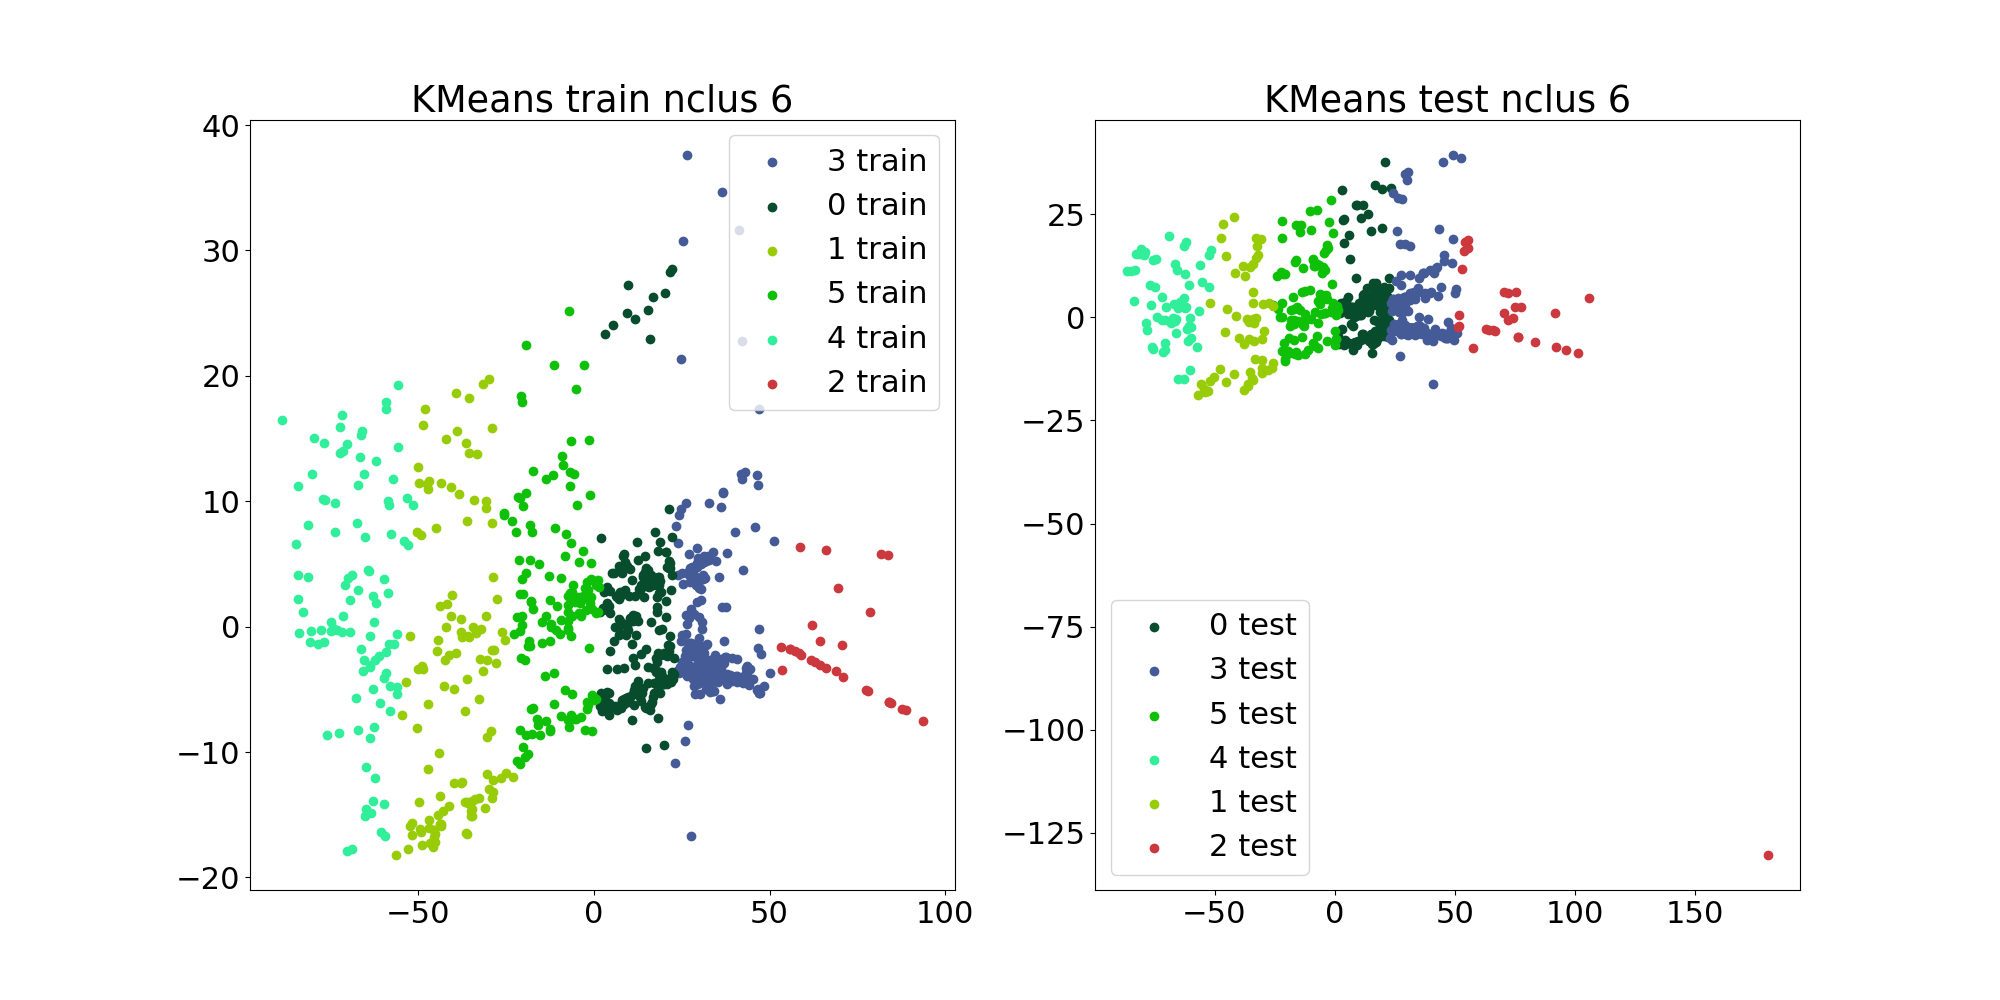 KMeans train nclus 6
40
30
20
10
0
−10
−20
−50
0
50
100
3 train
0 train
1 train
5 train
4 train
2 train
KMeans test nclus 6
25
0
−25
−50
−75
−100
−125
−50
0
50
100
150
0 test
3 test
5 test
4 test
1 test
2 test